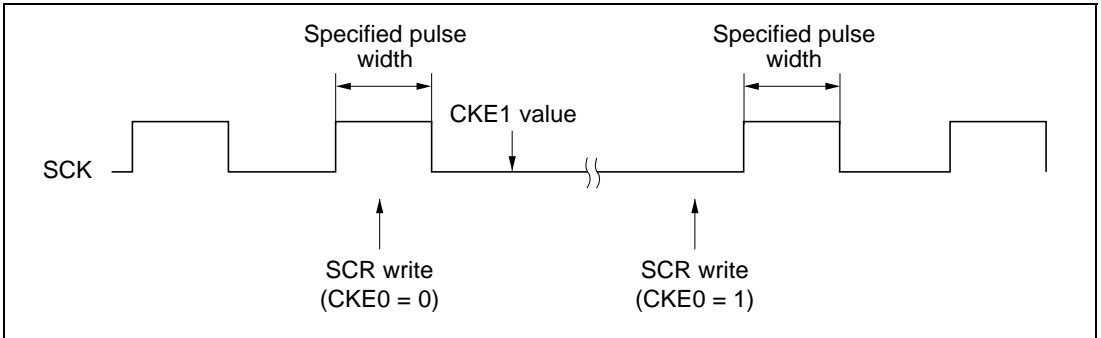 Specified pulse
width
Specified pulse
width
CKE1 value
SCK
SCR write
(CKE0 = 0)
SCR write
(CKE0 = 1)